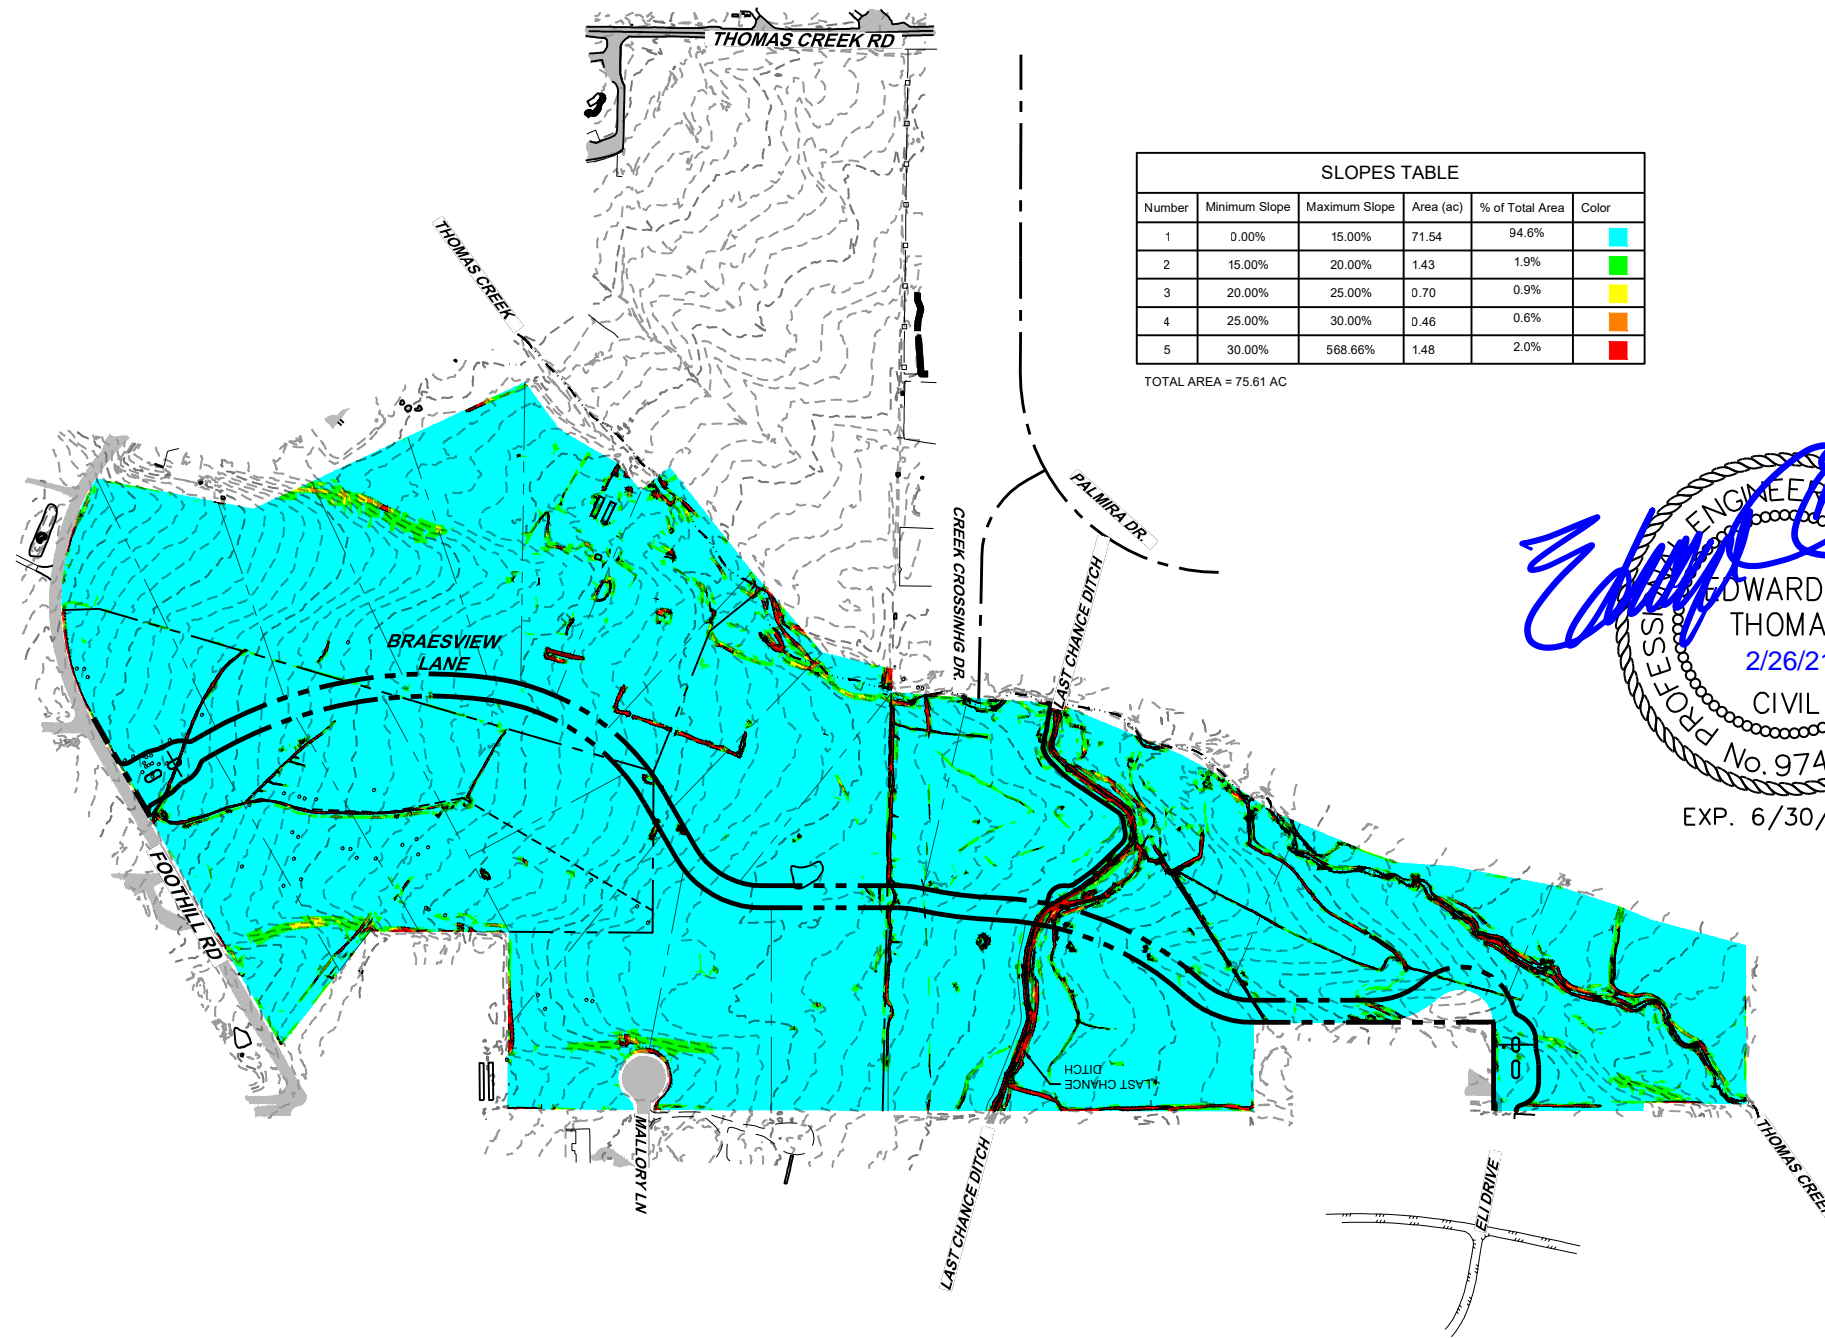 THOMAS CREEK RD
SLOPES TABLE
Number Minimum Slope Maximum Slope Area (ac) % of Total Area Color
1 0.00% 15.00% 71.54 94.6%
2 15.00% 20.00% 1.43 1.9%
3 20.00% 25.00% 0.70 0.9%
4 25.00% 30.00% 0.46 0.6%
5 30.00% 568.66% 1.48 2.0%
TOTAL AREA = 75.61 AC
THOMAS CREEK
PALMIRA DR.
CREEK CROSSINHG DR.
LAST CHANCE DITCH
BRAESVIEW
LANE
FOOTHILL RD
LAST CHANCE
DITCH
MALLORY LN
LAST CHANCE DITCH
ELI DRIVE
THOMAS CREEK
PROFESSIONAL ENGINEER
EDWARD
THOMA
2/26/21
CIVIL
No. 974
EXP. 6/30/